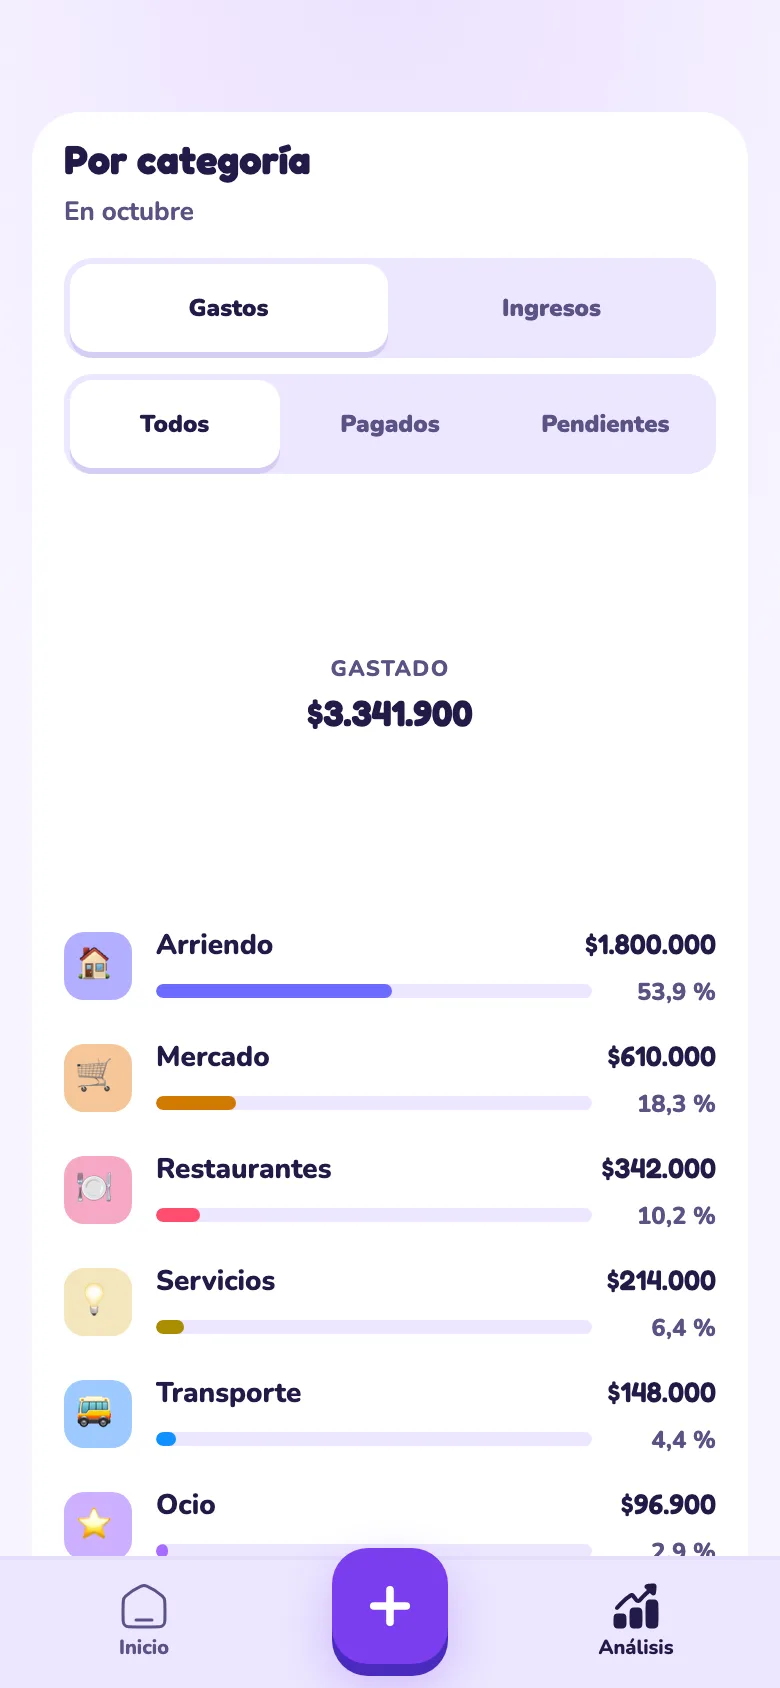 Por categoría
En octubre
Gastos Ingresos
Todos Pagados Pendientes
GASTADO
$3.341.900
Arriendo $1.800.000
53,9 %
Mercado $610.000
18,3 %
Restaurantes $342.000
10,2 %
Servicios $214.000
6,4 %
Transporte $148.000
4,4 %
Ocio $96.900
2,9 %
Inicio Análisis